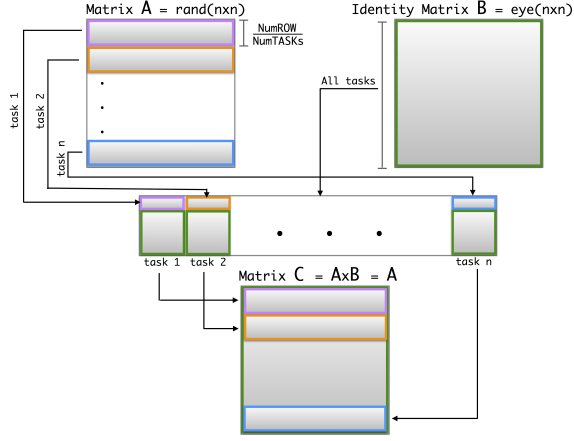 Matrix A = rand(nxn)
Identity Matrix B = eye(nxn)
NumROW
NumTASKs
All tasks
task 1
task 2
task n
task 1
task 2
task n
Matrix C = AxB = A